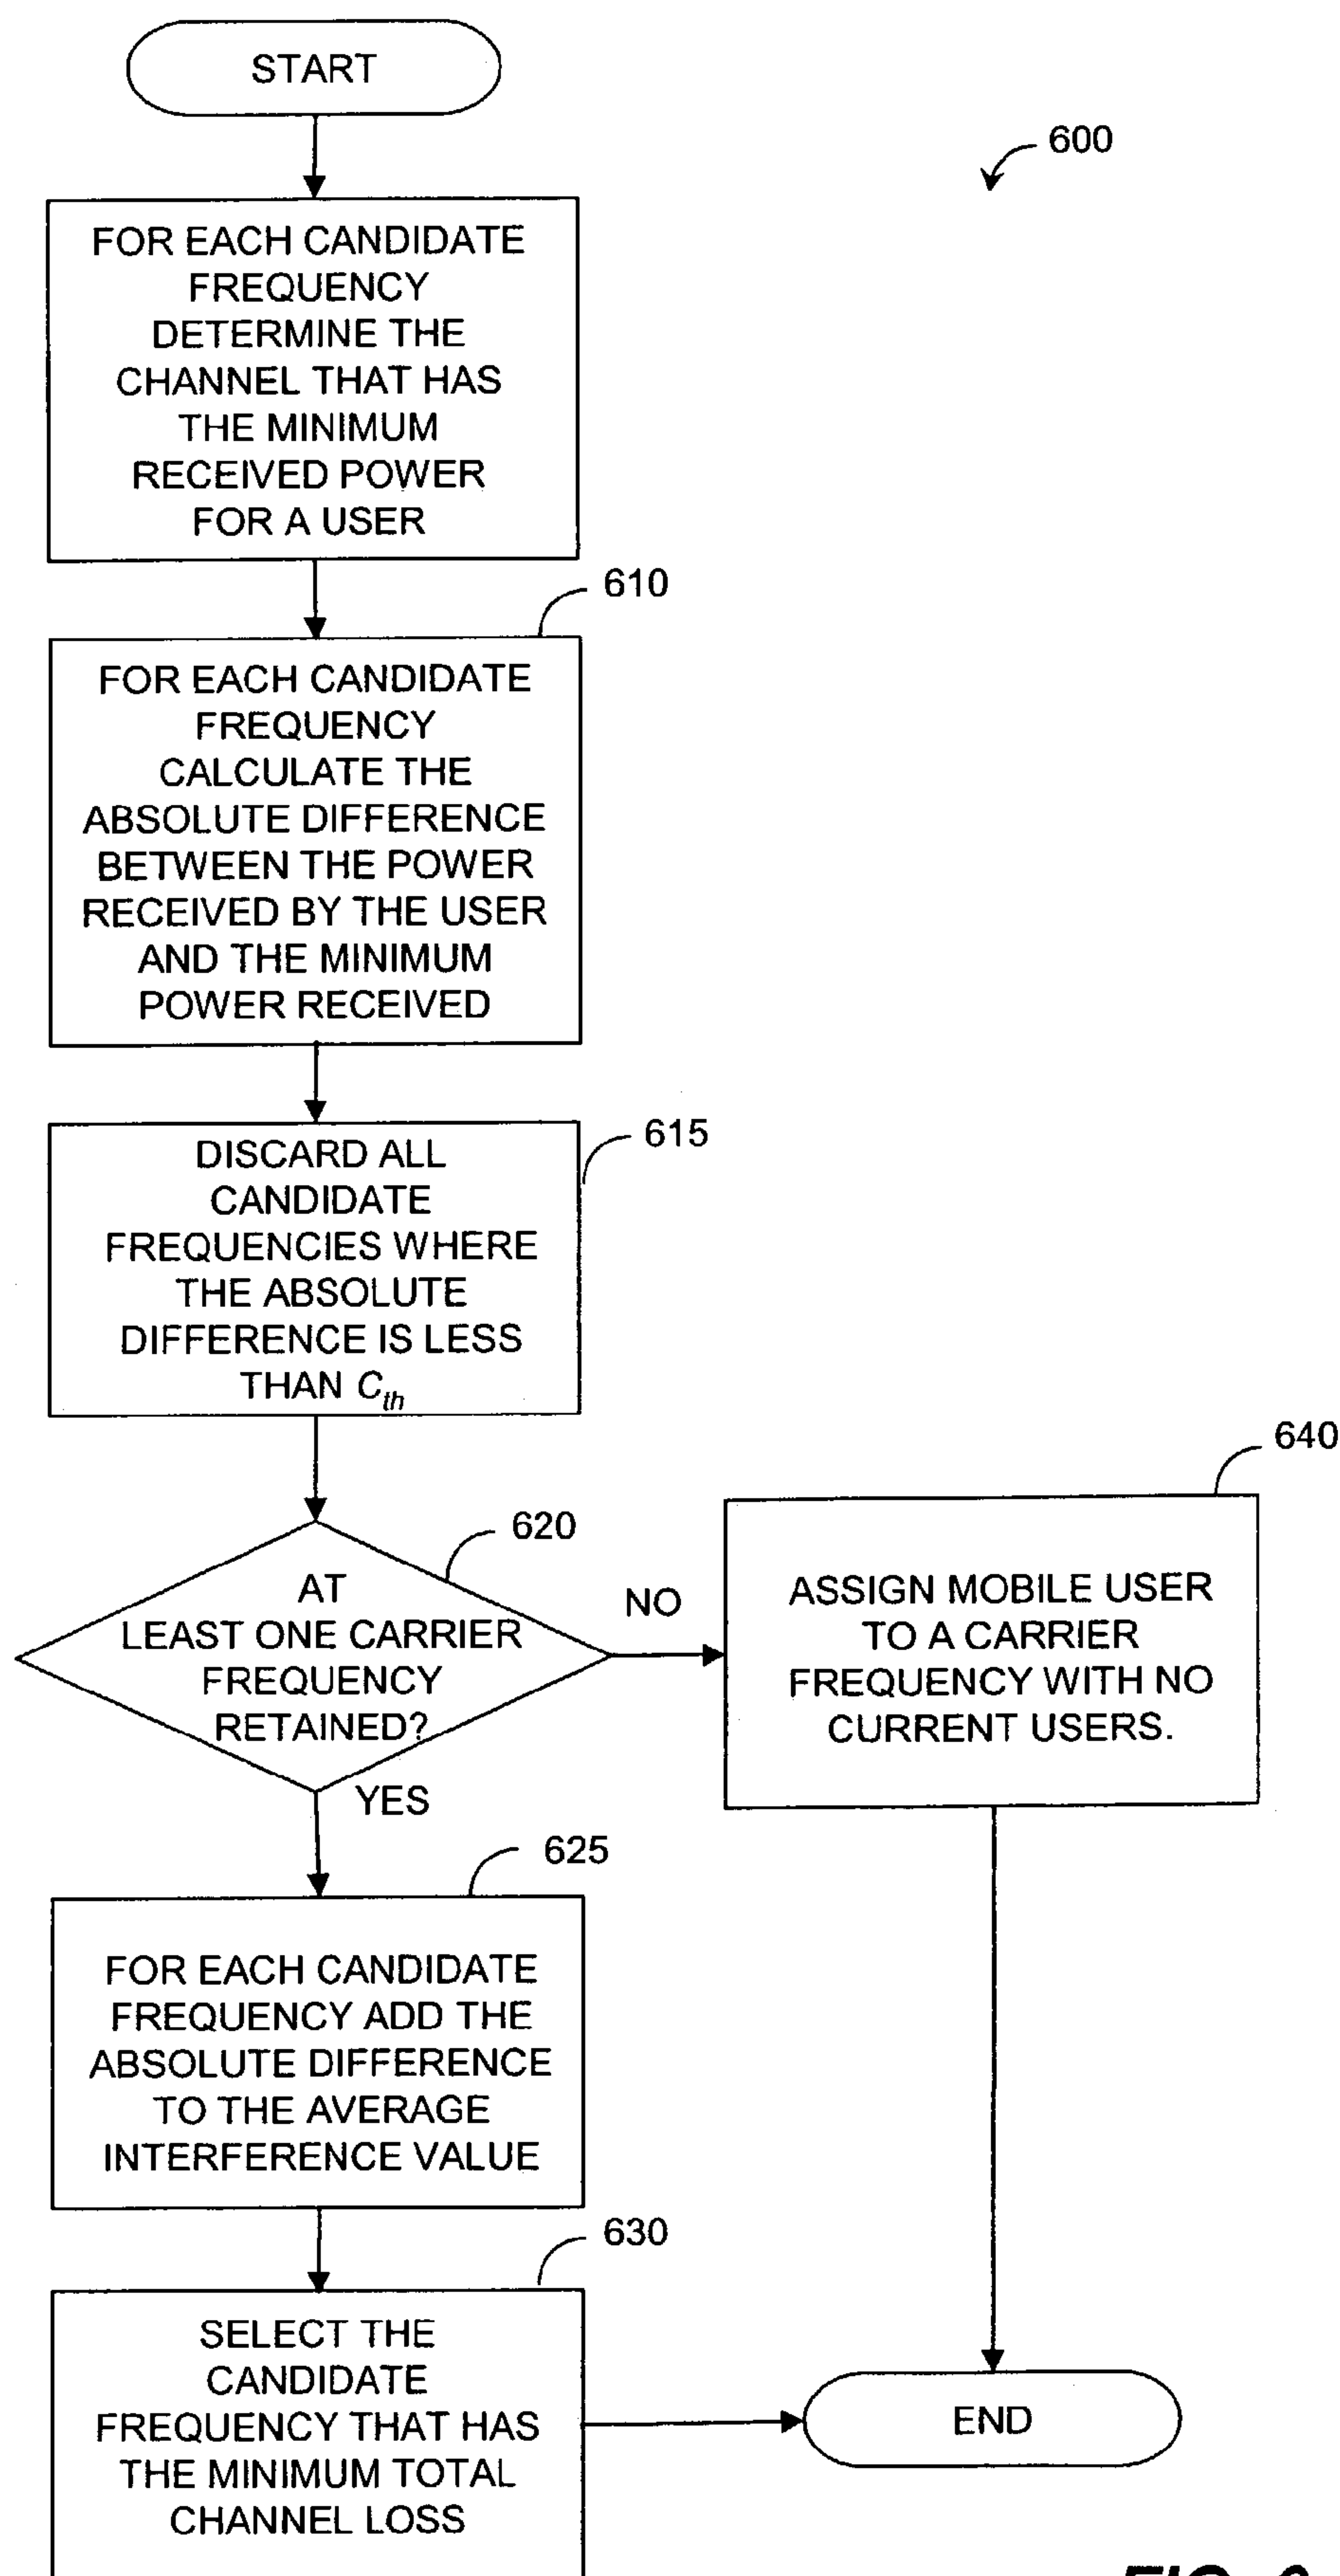 START
600
FOR EACH CANDIDATE
FREQUENCY
DETERMINE THE
CHANNEL THAT HAS
THE MINIMUM
RECEIVED POWER
FOR A USER
610
FOR EACH CANDIDATE
FREQUENCY
CALCULATE THE
ABSOLUTE DIFFERENCE
BETWEEN THE POWER
RECEIVED BY THE USER
AND THE MINIMUM
POWER RECEIVED
615
DISCARD ALL
CANDIDATE
FREQUENCIES WHERE
THE ABSOLUTE
DIFFERENCE IS LESS
THAN Cth
620
AT
LEAST ONE CARRIER
FREQUENCY
RETAINED?
NO
YES
640
ASSIGN MOBILE USER
TO A CARRIER
FREQUENCY WITH NO
CURRENT USERS.
625
FOR EACH CANDIDATE
FREQUENCY ADD THE
ABSOLUTE DIFFERENCE
TO THE AVERAGE
INTERFERENCE VALUE
630
SELECT THE
CANDIDATE
FREQUENCY THAT HAS
THE MINIMUM TOTAL
CHANNEL LOSS
END